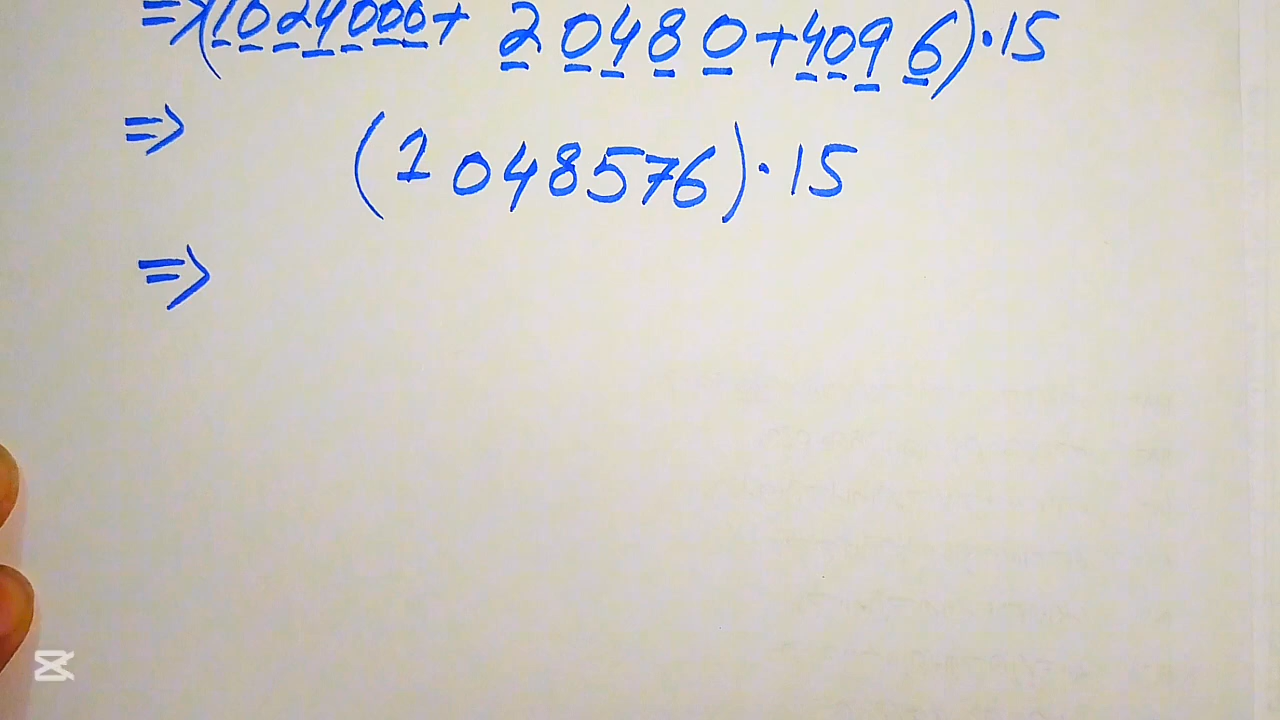 =>(1024000+ 20480+4096)·15
=> (1048576)·15
=>